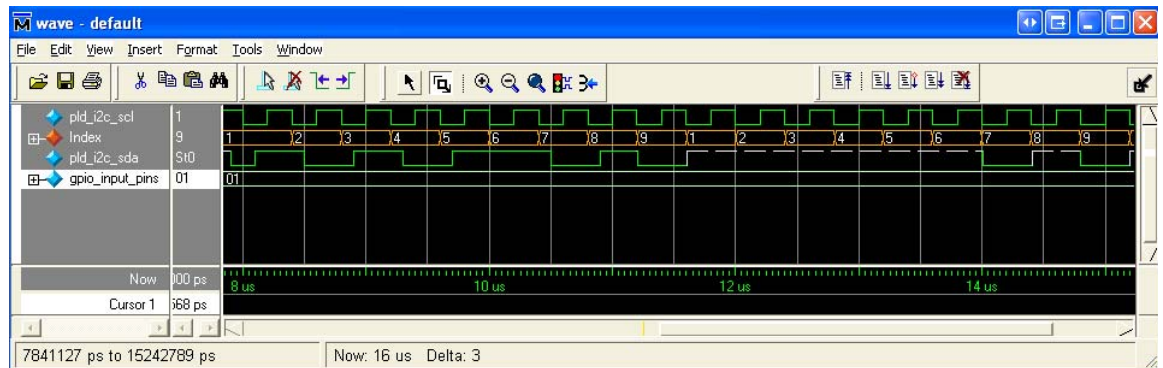 wave - default
File Edit View Insert Format Tools Window
pld_i2c_scl 1
Index 9 1 2 3 4 5 6 7 8 9 1 2 3 4 5 6 7 8 9
pld_i2c_sda St0
gpio_input_pins 01 01
Now 000 ps 8 us 10 us 12 us 14 us
Cursor 1 568 ps
7841127 ps to 15242789 ps Now: 16 us Delta: 3